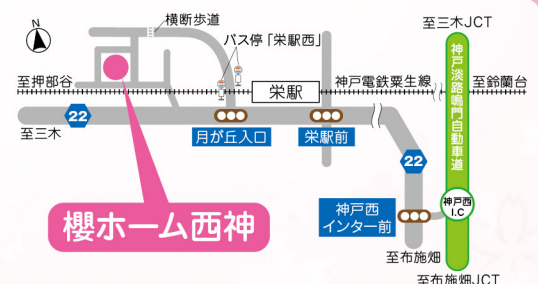 N
横断歩道
至三木JCT
バス停「栄駅西」
至押部谷
栄駅
神戸電鉄粟生線
至鈴蘭台
神戸淡路鳴門自動車道
22
至三木
月が丘入口
栄駅前
22
櫻ホーム西神
神戸西
インター前
神戸西
I.C
至布施畑
至布施畑JCT